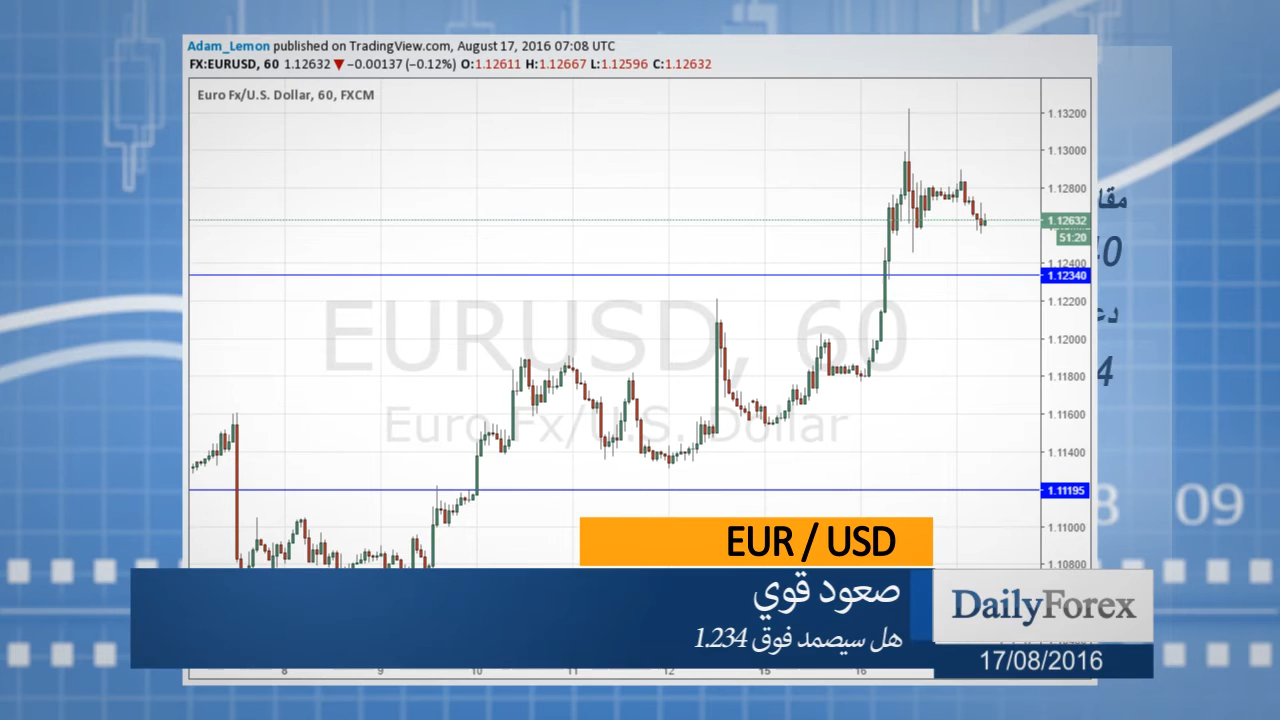 Adam_Lemon published on TradingView.com, August 17, 2016 07:08 UTC
FX:EURUSD, 60 1.12632 ▼ −0.00137 (−0.12%) O:1.12611 H:1.12667 L:1.12596 C:1.12632
Euro Fx/U.S. Dollar, 60, FXCM
EURUSD, 60
Euro Fx/U.S. Dollar
1.13200
1.13000
1.12800
1.12632
51:20
1.12400
1.12340
1.12200
1.12000
1.11800
1.11600
1.11400
1.11195
1.11000
1.10800
8
9
10
11
12
15
16
09
EUR / USD
صعود قوي
هل سيصمد فوق 1.234
DailyForex
17/08/2016